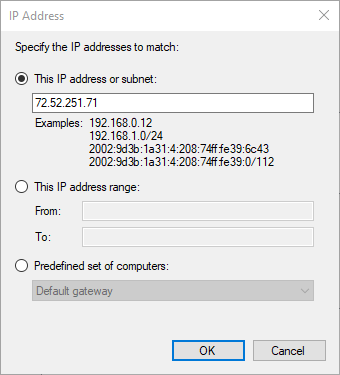 IP Address
Specify the IP addresses to match:
This IP address or subnet:
72.52.251.71
Examples: 192.168.0.12
192.168.1.0/24
2002:9d3b:1a31:4:208:74ff:fe39:6c43
2002:9d3b:1a31:4:208:74ff:fe39:0/112
This IP address range:
From:
To:
Predefined set of computers:
Default gateway
OK Cancel